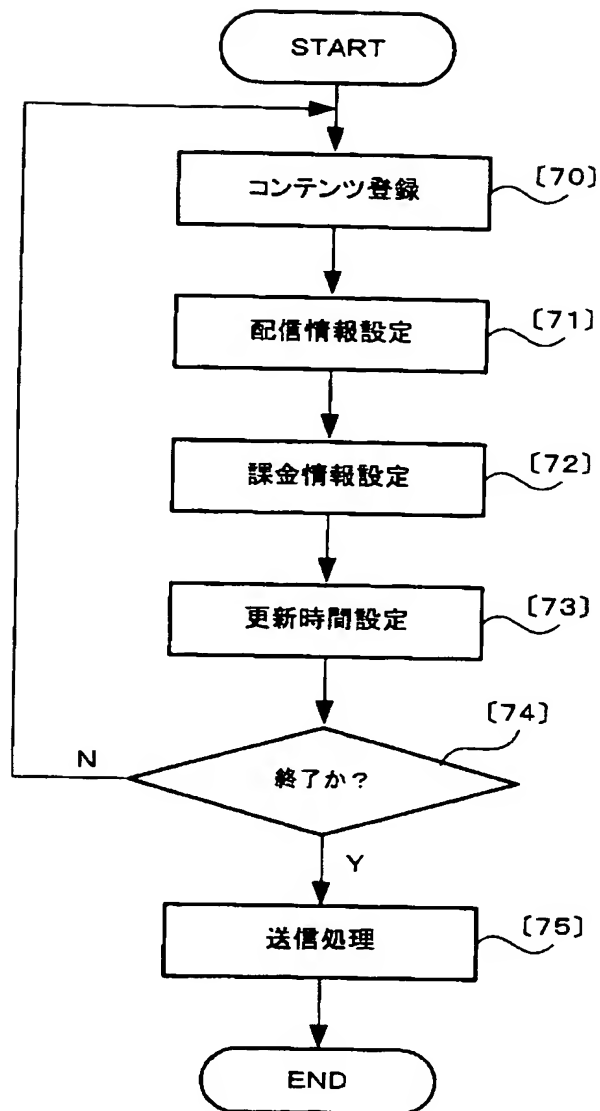 START
コンテンツ登録
[70]
配信情報設定
[71]
課金情報設定
[72]
更新時間設定
[73]
[74]
終了か?
N
Y
送信処理
[75]
END